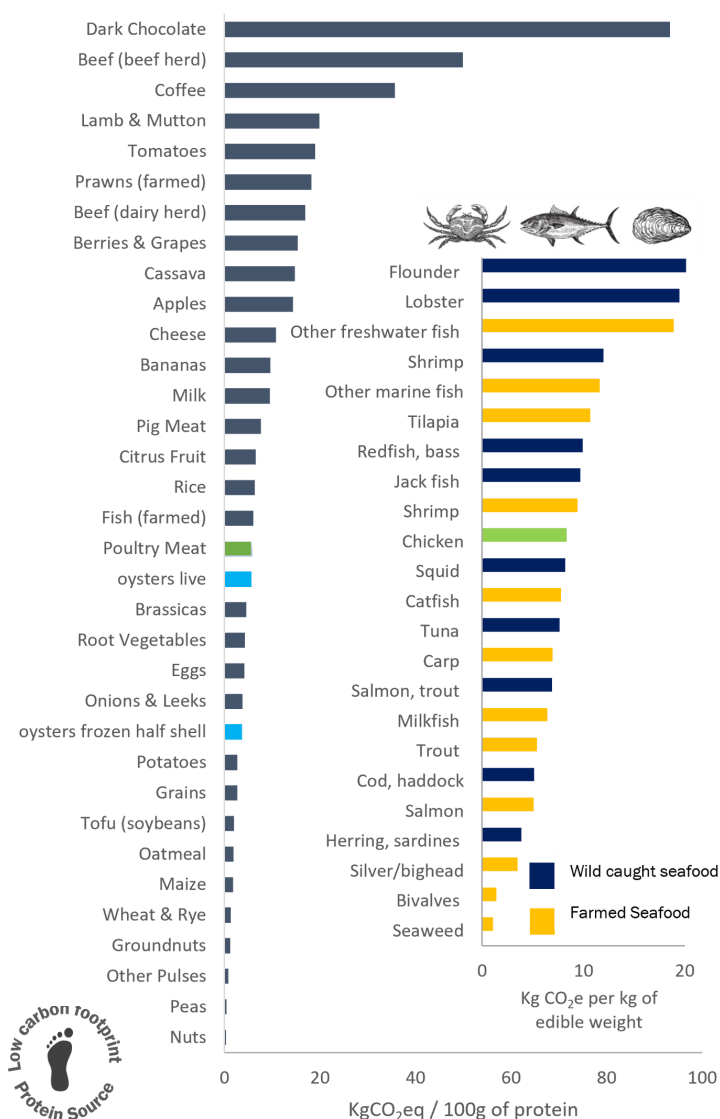 Dark Chocolate
Beef (beef herd)
Coffee
Lamb & Mutton
Tomatoes
Prawns (farmed)
Beef (dairy herd)
Berries & Grapes
Cassava
Apples
Cheese
Bananas
Milk
Pig Meat
Citrus Fruit
Rice
Fish (farmed)
Poultry Meat
oysters live
Brassicas
Root Vegetables
Eggs
Onions & Leeks
oysters frozen half shell
Potatoes
Grains
Tofu (soybeans)
Oatmeal
Maize
Wheat & Rye
Groundnuts
Other Pulses
Peas
Nuts
0 20 40 60 80 100
KgCO₂eq / 100g of protein
Flounder
Lobster
Other freshwater fish
Shrimp
Other marine fish
Tilapia
Redfish, bass
Jack fish
Shrimp
Chicken
Squid
Catfish
Tuna
Carp
Salmon, trout
Milkfish
Trout
Cod, haddock
Salmon
Herring, sardines
Silver/bighead
Bivalves
Seaweed
0 10 20
Kg CO₂e per kg of
edible weight
Wild caught seafood
Farmed Seafood
Low carbon footprint
Protein Source